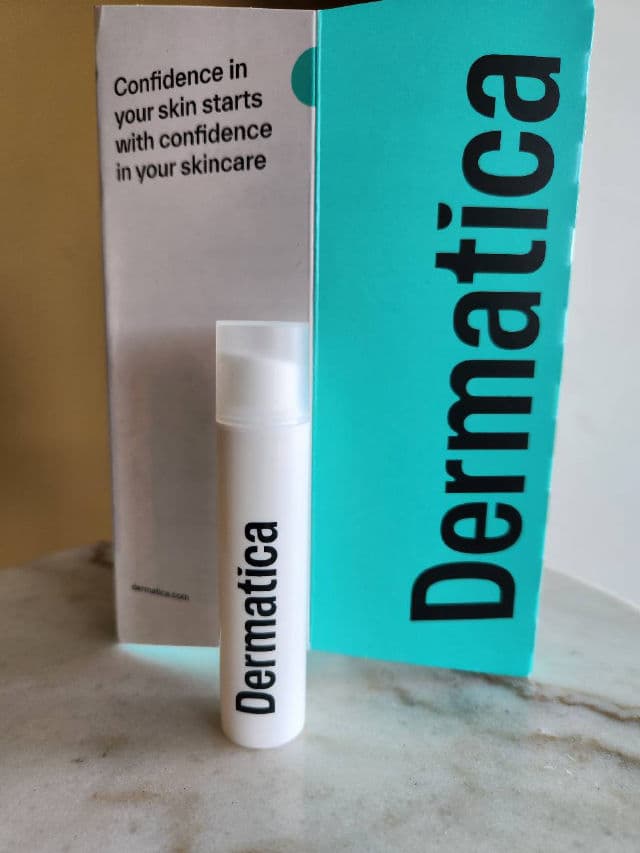 Confidence in
your skin starts
with confidence
in your skincare
dermatica.com
Dermatica
Dermatica